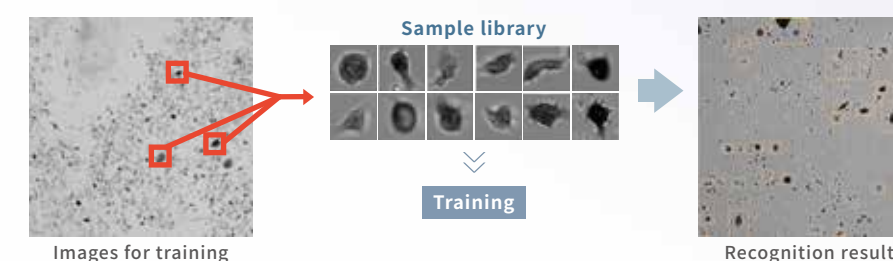 Sample library
Training
Images for training
Recognition result